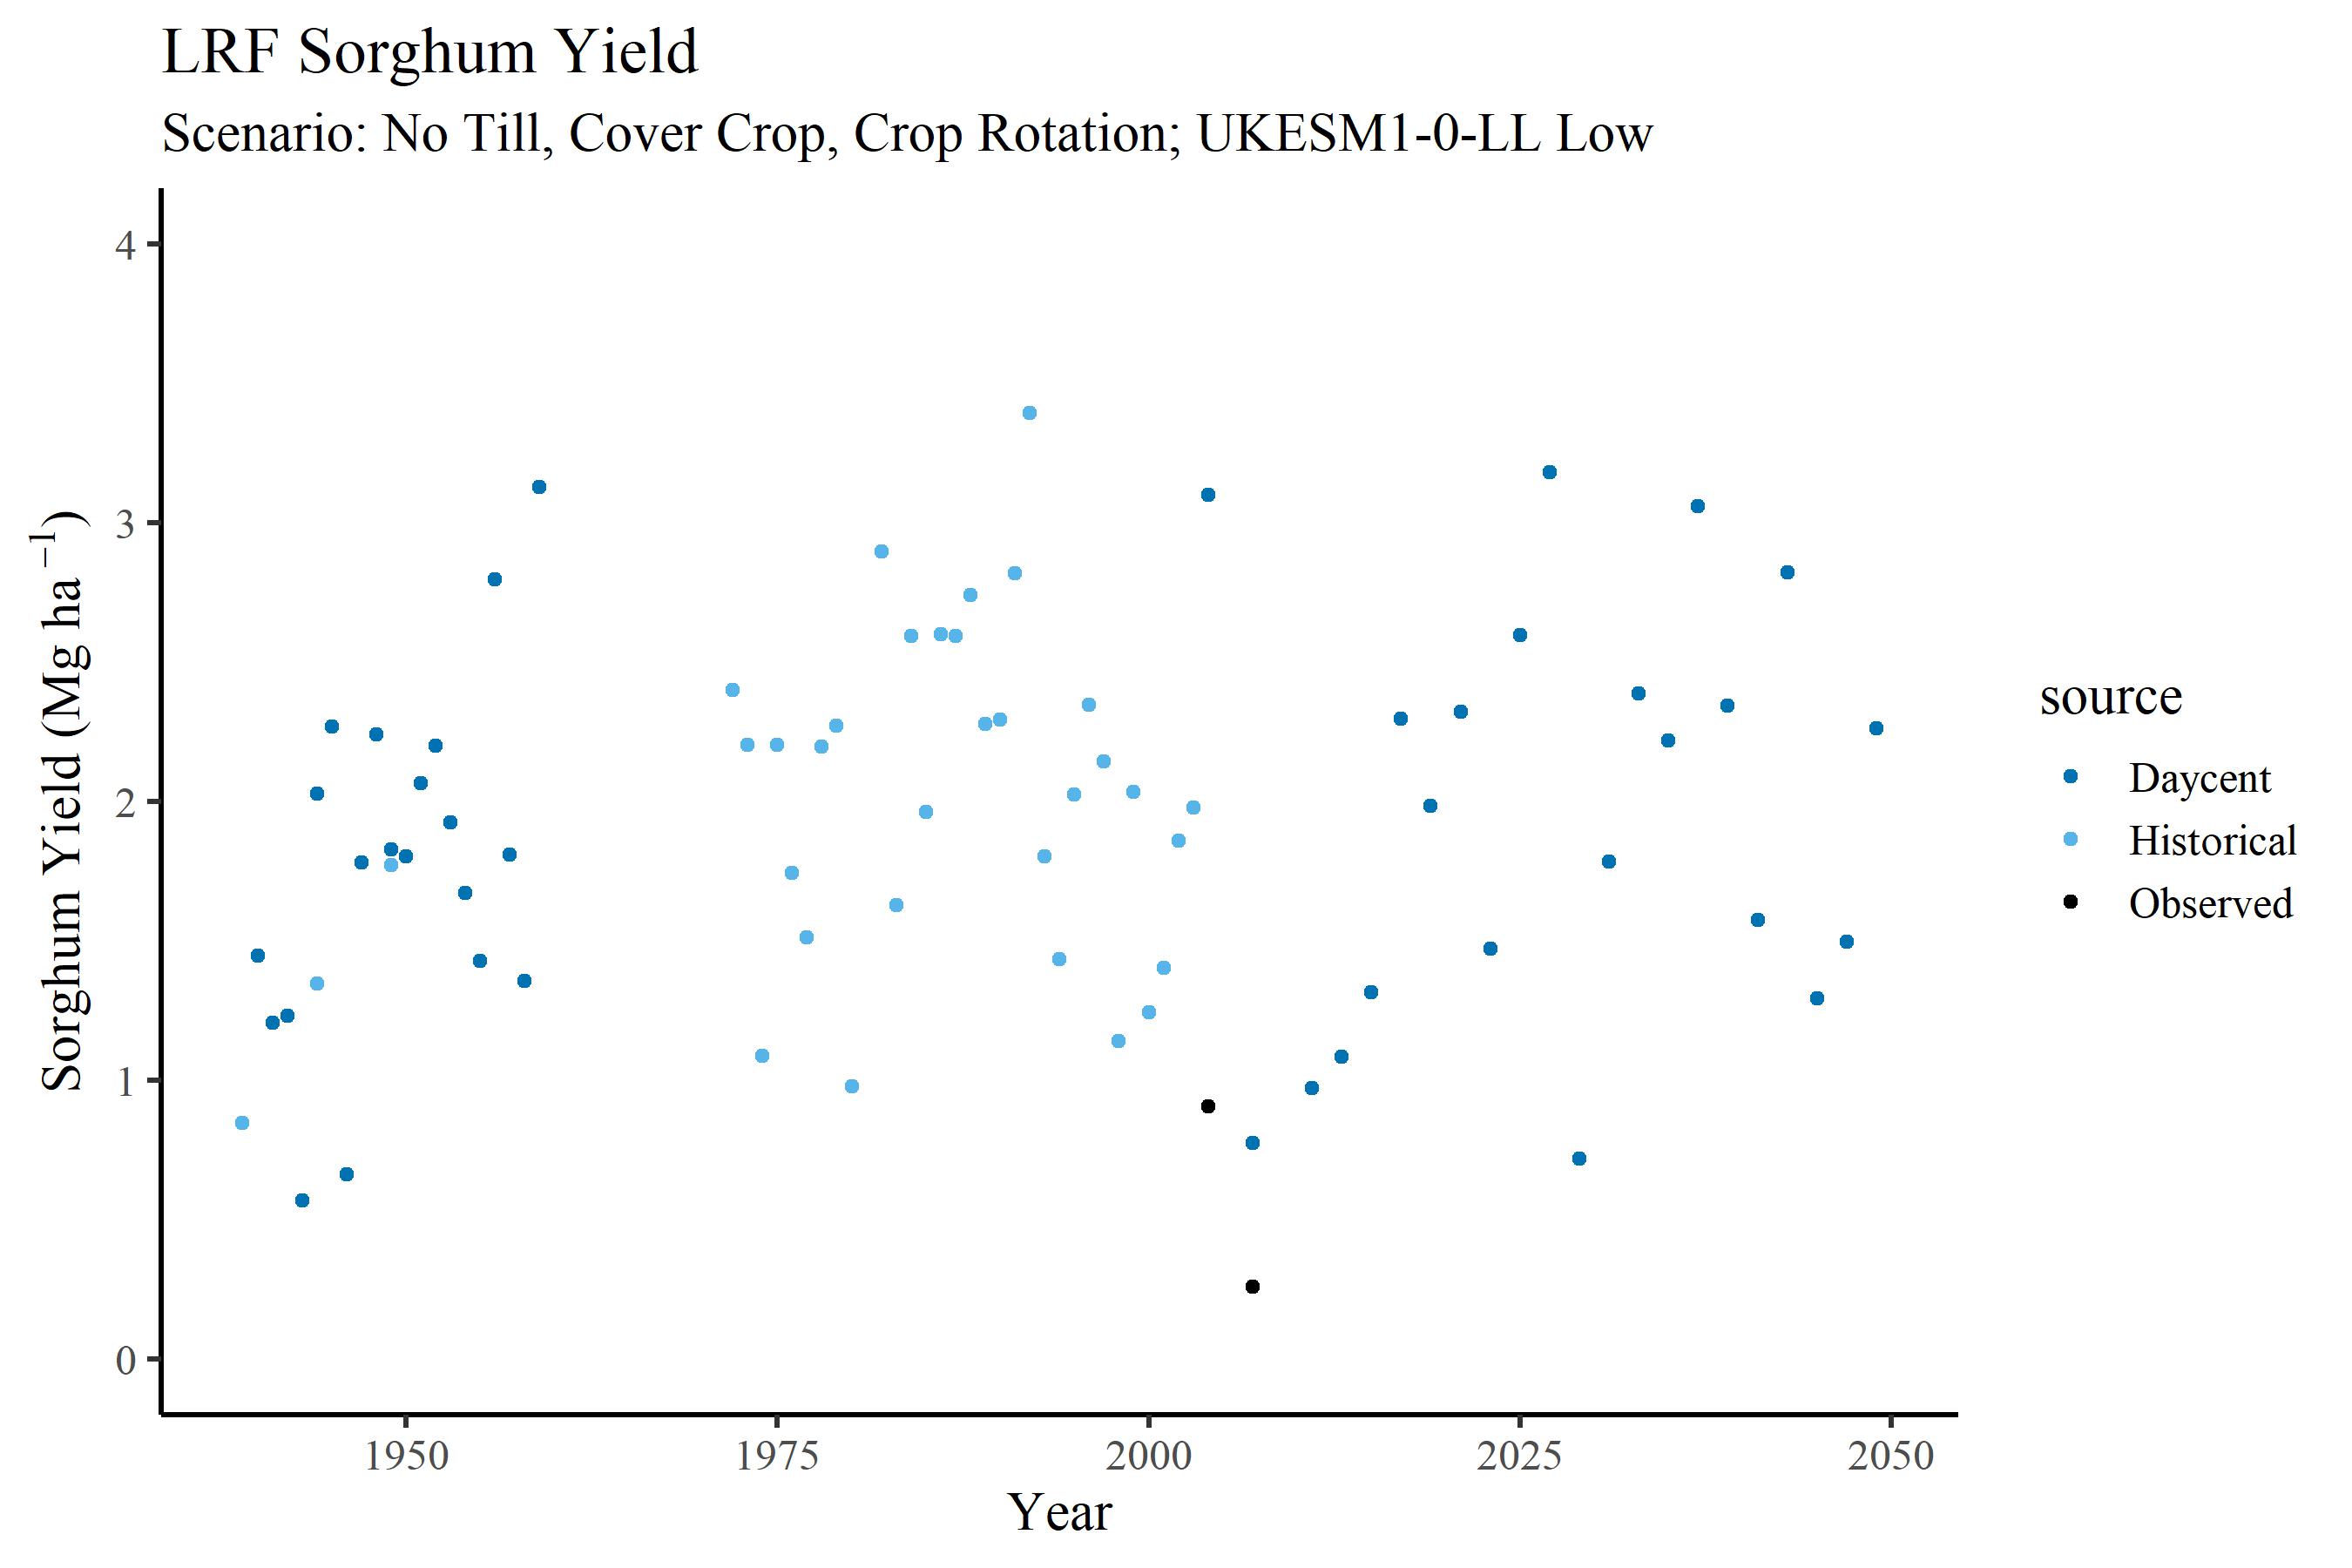 LRF Sorghum Yield
Scenario: No Till, Cover Crop, Crop Rotation; UKESM1-0-LL Low
Sorghum Yield (Mg ha⁻¹)
4
3
2
1
0
1950 1975 2000 2025 2050
Year
source
Daycent
Historical
Observed